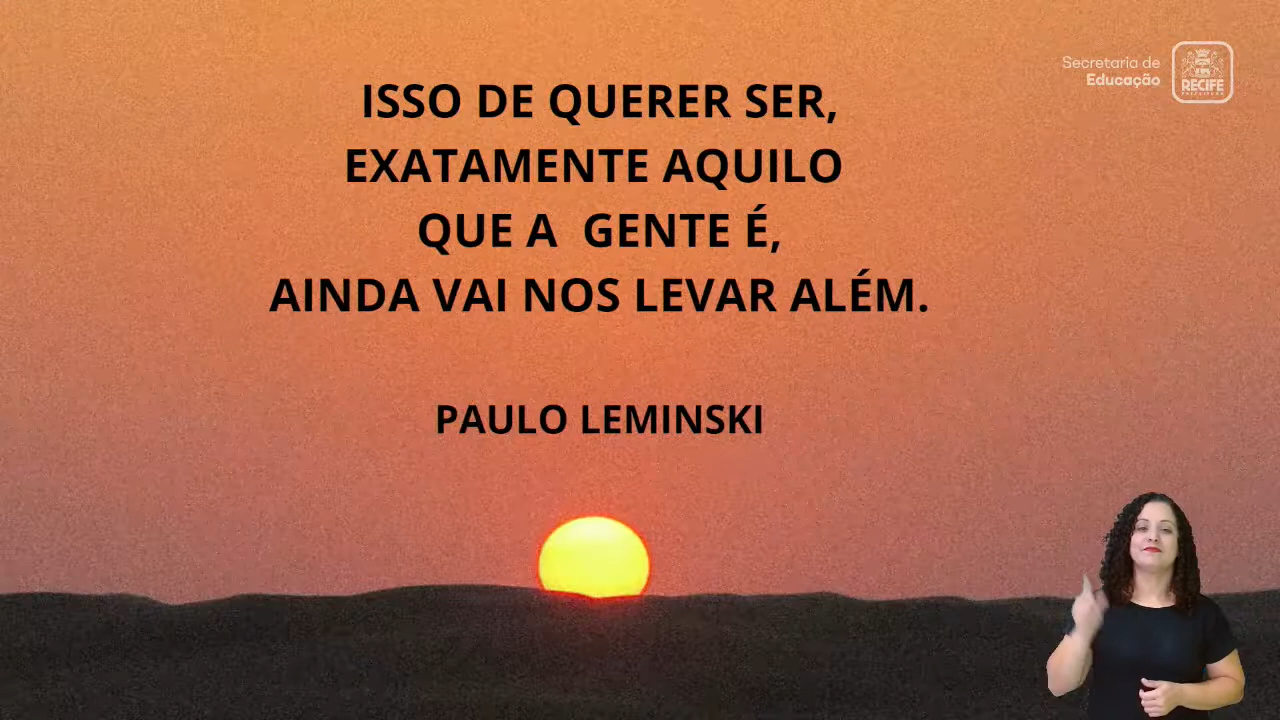 Secretaria de
Educação
RECIFE
PREFEITURA
ISSO DE QUERER SER,
EXATAMENTE AQUILO
QUE A GENTE É,
AINDA VAI NOS LEVAR ALÉM.
PAULO LEMINSKI